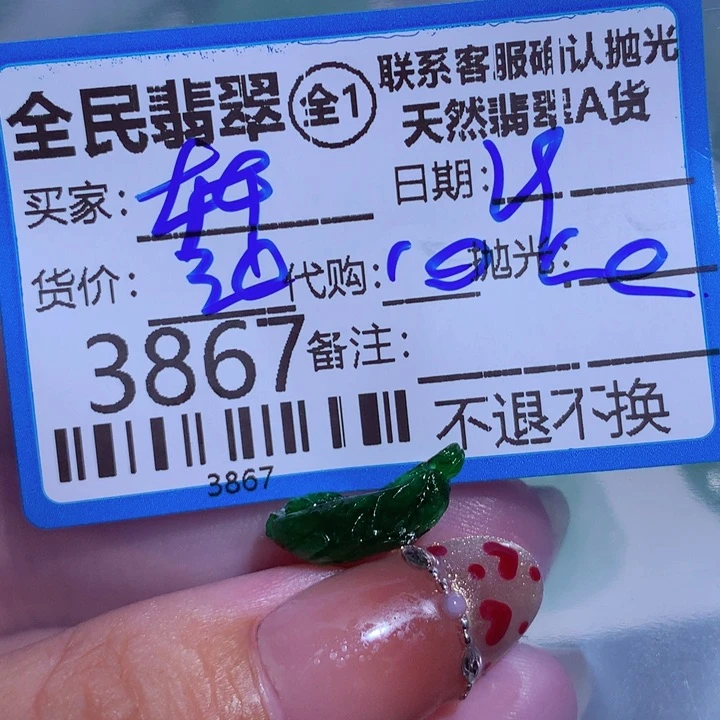 全民翡翠 全1 联系客服确认抛光
天然翡翠A货
买家： 日期：
货价： 代购： 抛光：
3867 备注：
不退不换
3867